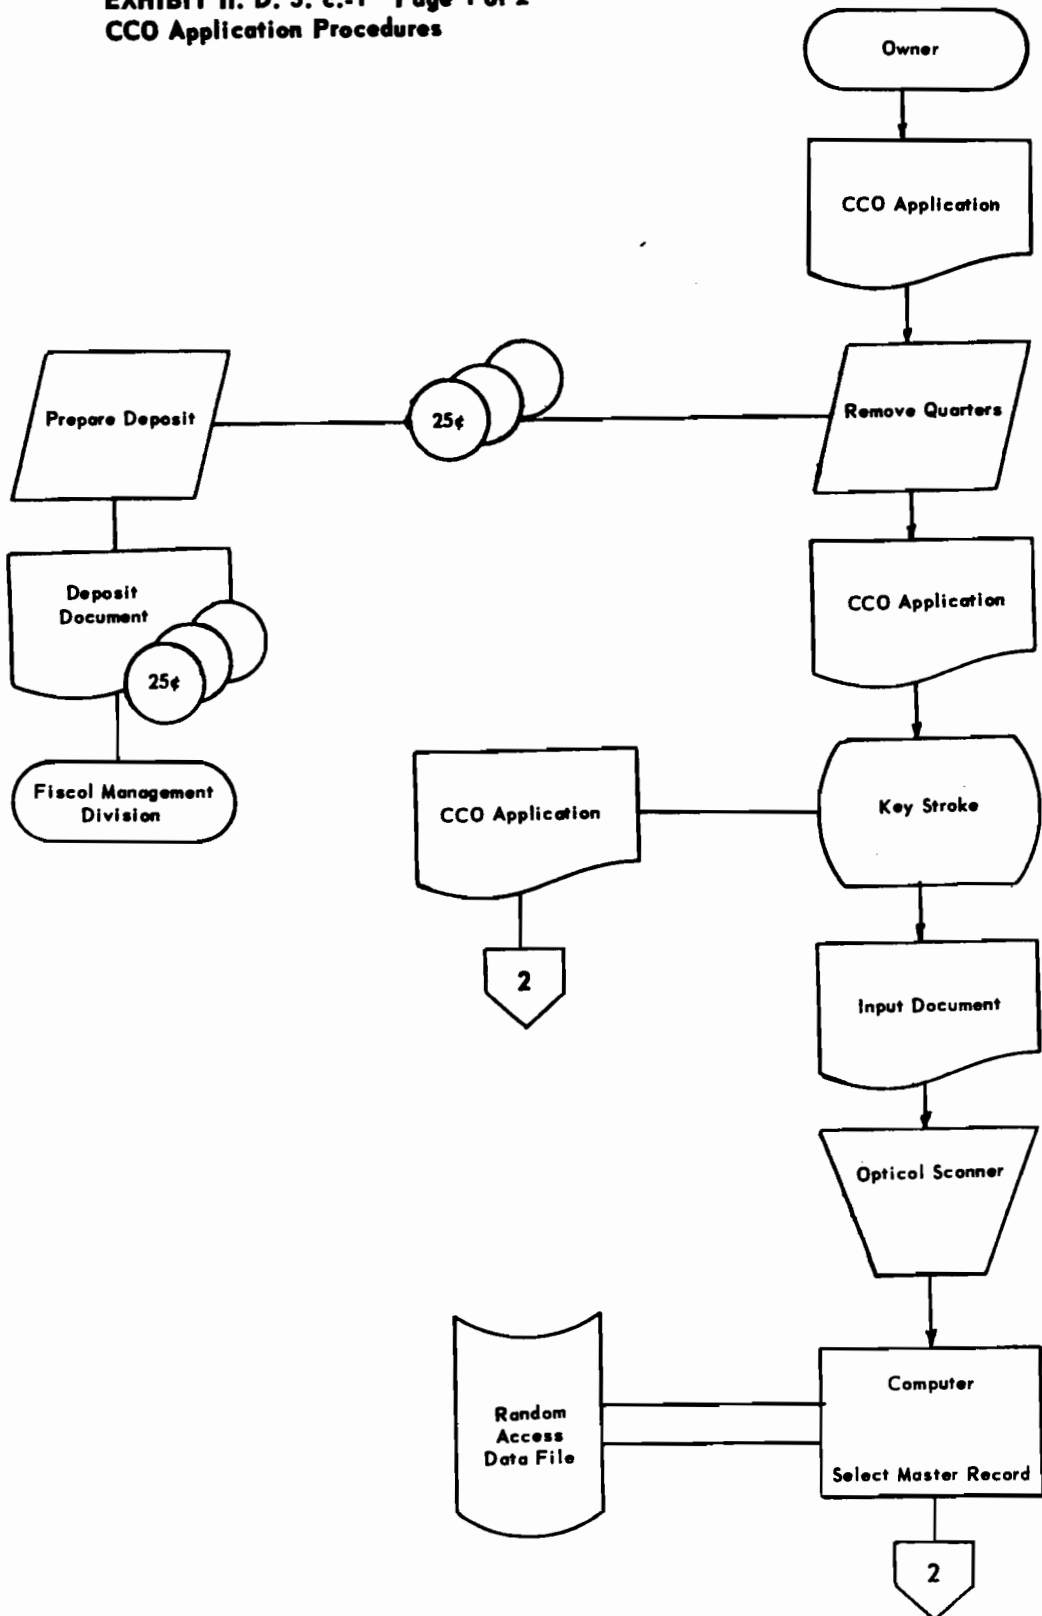 CCO Application Procedures
Owner
CCO Application
Remove Quarters
25¢
Prepare Deposit
Deposit
Document
25¢
Fiscal Management
Division
CCO Application
Key Stroke
CCO Application
2
Input Document
Optical Scanner
Computer
Select Master Record
Random
Access
Data File
2